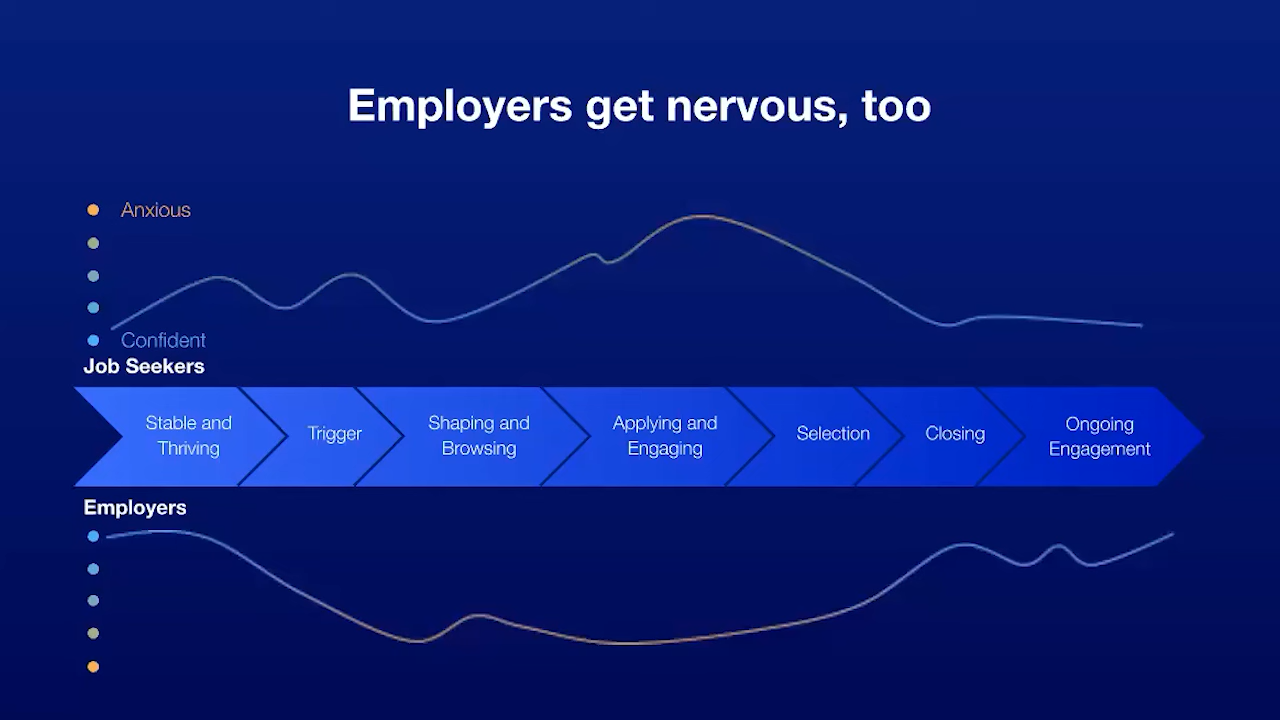 Employers get nervous, too
Anxious
Confident
Job Seekers
Stable and
Thriving
Trigger
Shaping and
Browsing
Applying and
Engaging
Selection
Closing
Ongoing
Engagement
Employers